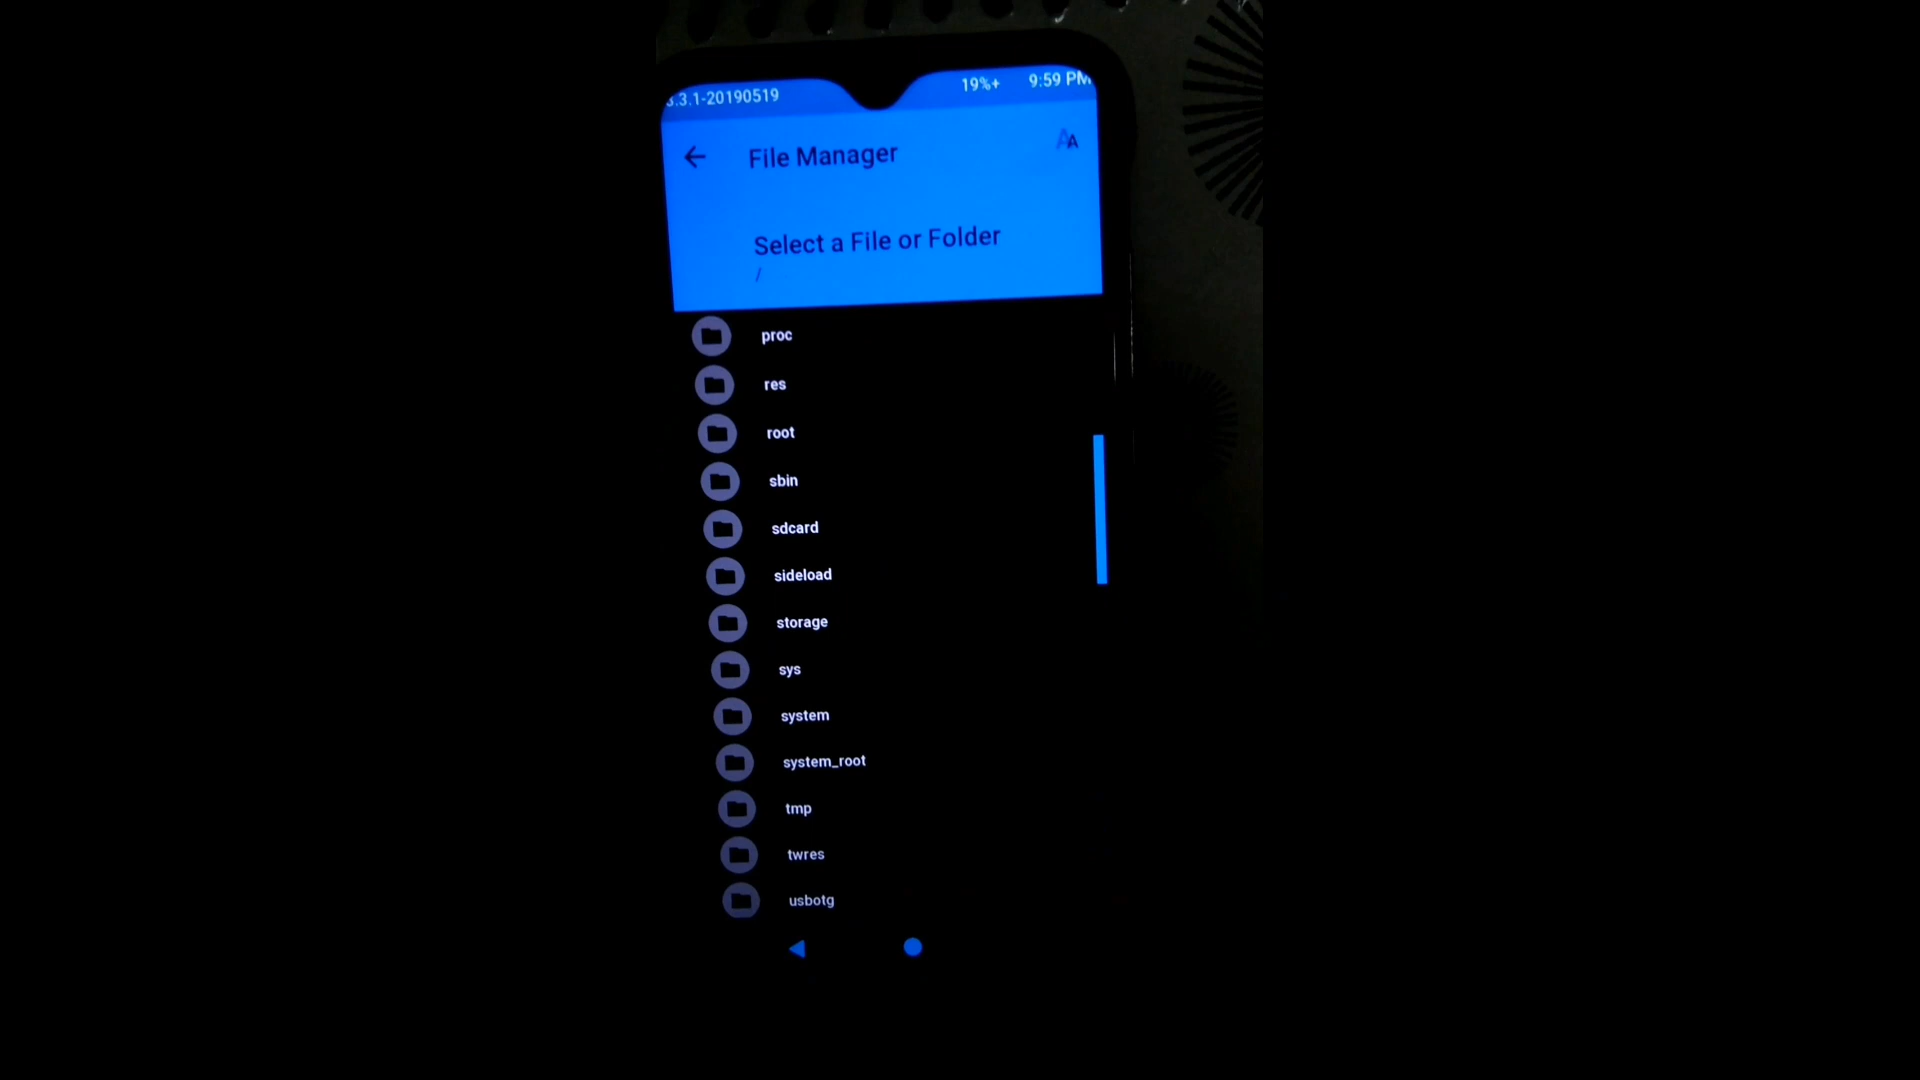 3.3.1-20190519 19%+ 9:59 PM
File Manager
Select a File or Folder
/
proc
res
root
sbin
sdcard
sideload
storage
sys
system
system_root
tmp
twres
usbotg